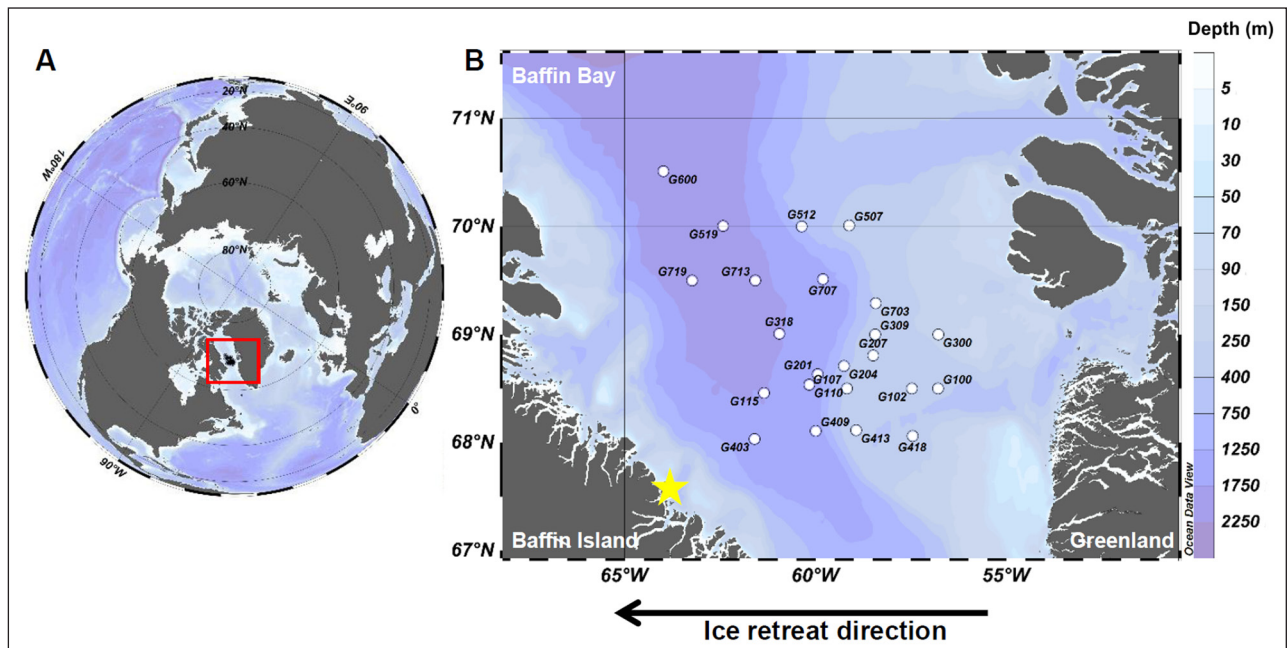 A
20°N
40°N
60°N
80°N
90°E
180°W
0°
90°W
B
Baffin Bay
71°N
70°N
69°N
68°N
67°N
G600
G519
G512
G507
G719
G713
G707
G703
G318
G309
G300
G207
G201
G204
G107
G110
G115
G102
G100
G409
G413
G418
G403
Baffin Island
Greenland
Ocean Data View
65°W
60°W
55°W
Depth (m)
5
10
30
50
70
90
150
250
400
750
1250
1750
2250
Ice retreat direction